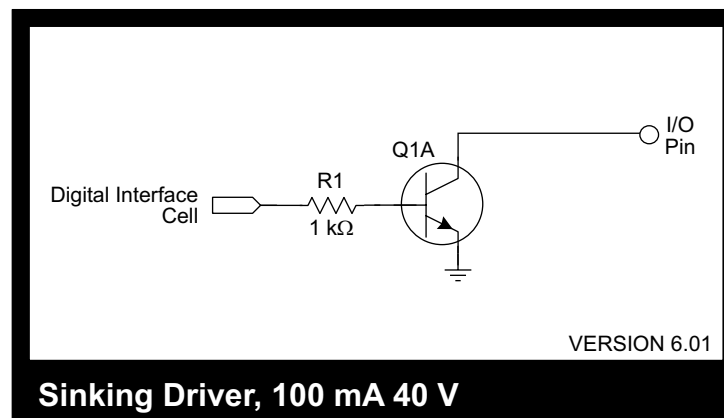 I/O
Pin
Q1A
Digital Interface
Cell
R1
1 kΩ
VERSION 6.01
Sinking Driver, 100 mA 40 V